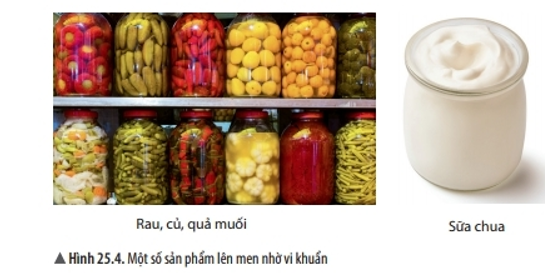 Rau, củ, quả muối
Sữa chua
▲ Hình 25.4. Một số sản phẩm lên men nhờ vi khuẩn